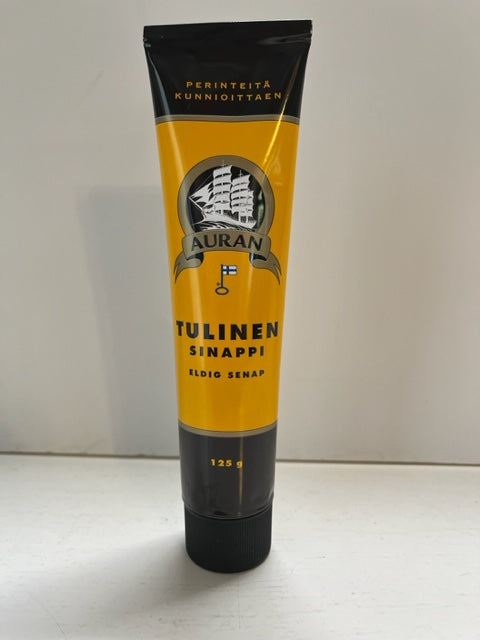 PERINTEITÄ
KUNNIOITTAEN
AURAN
TULINEN
SINAPPI
ELDIG SENAP
125 g